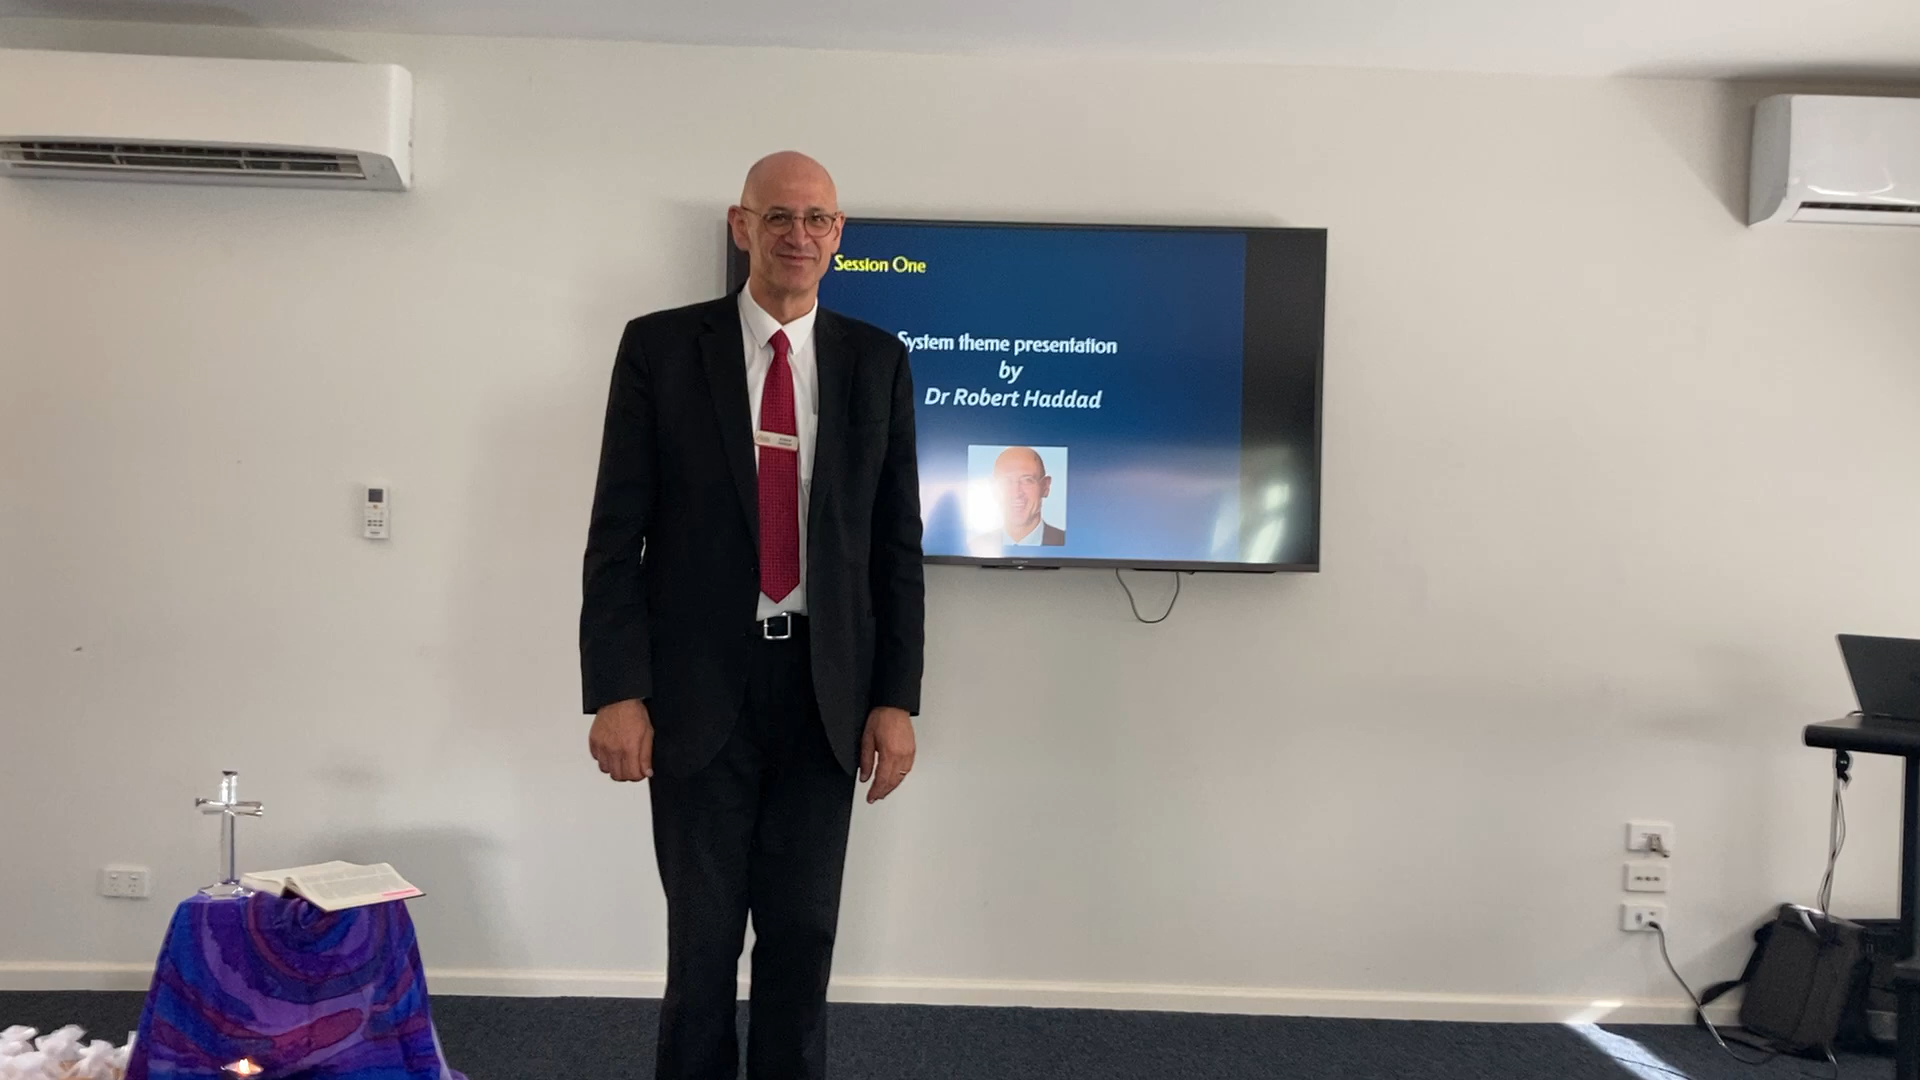 Session One
System theme presentation
by
Dr Robert Haddad